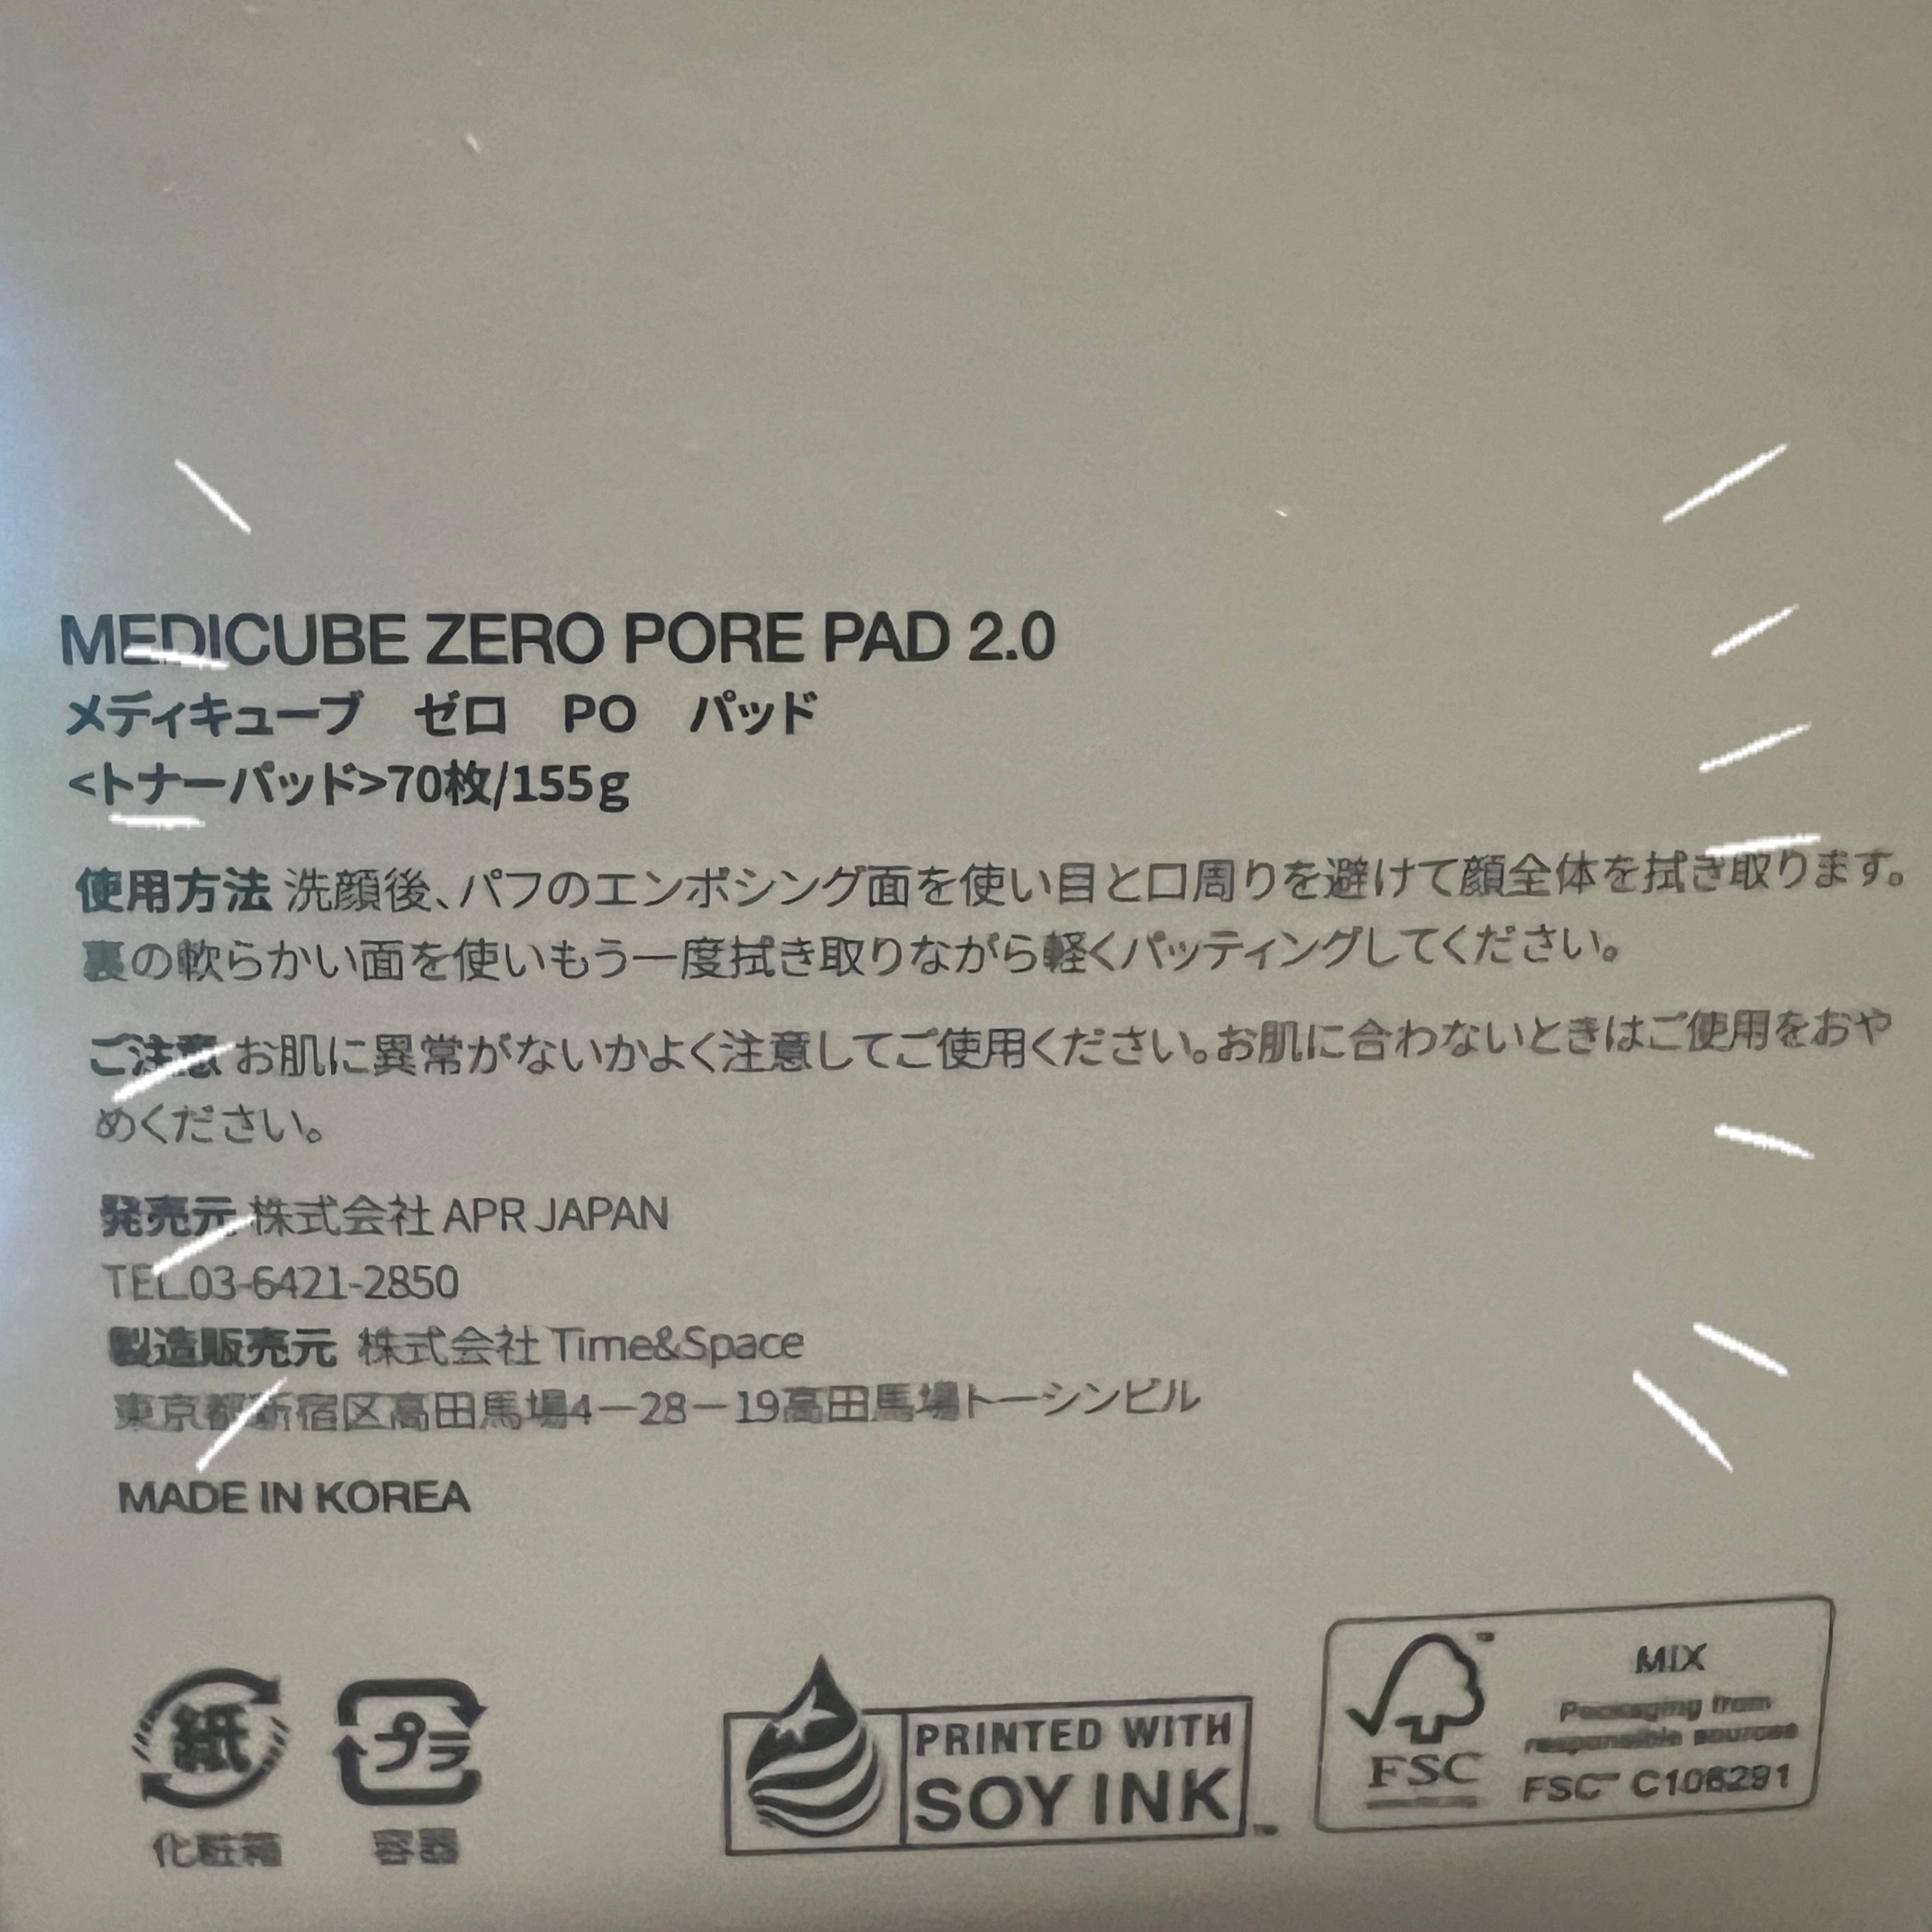 MEDICUBE ZERO PORE PAD 2.0
メディキューブ　ゼロ　PO　パッド
<トナーパッド>70枚/155g
使用方法 洗顔後、パフのエンボシング面を使い目と口周りを避けて顔全体を拭き取ります。
裏の軟らかい面を使いもう一度拭き取りながら軽くパッティングしてください。
ご注意 お肌に異常がないかよく注意してご使用ください。お肌に合わないときはご使用をおや
めください。
発売元 株式会社 APR JAPAN
TEL.03-6421-2850
製造販売元 株式会社 Time&Space
東京都新宿区高田馬場4－28－19高田馬場トーシンビル
MADE IN KOREA
紙
化粧箱
プラ
容器
PRINTED WITH
SOY INK™
FSC
MIX
Packaging from
responsible sources
FSC™ C106291